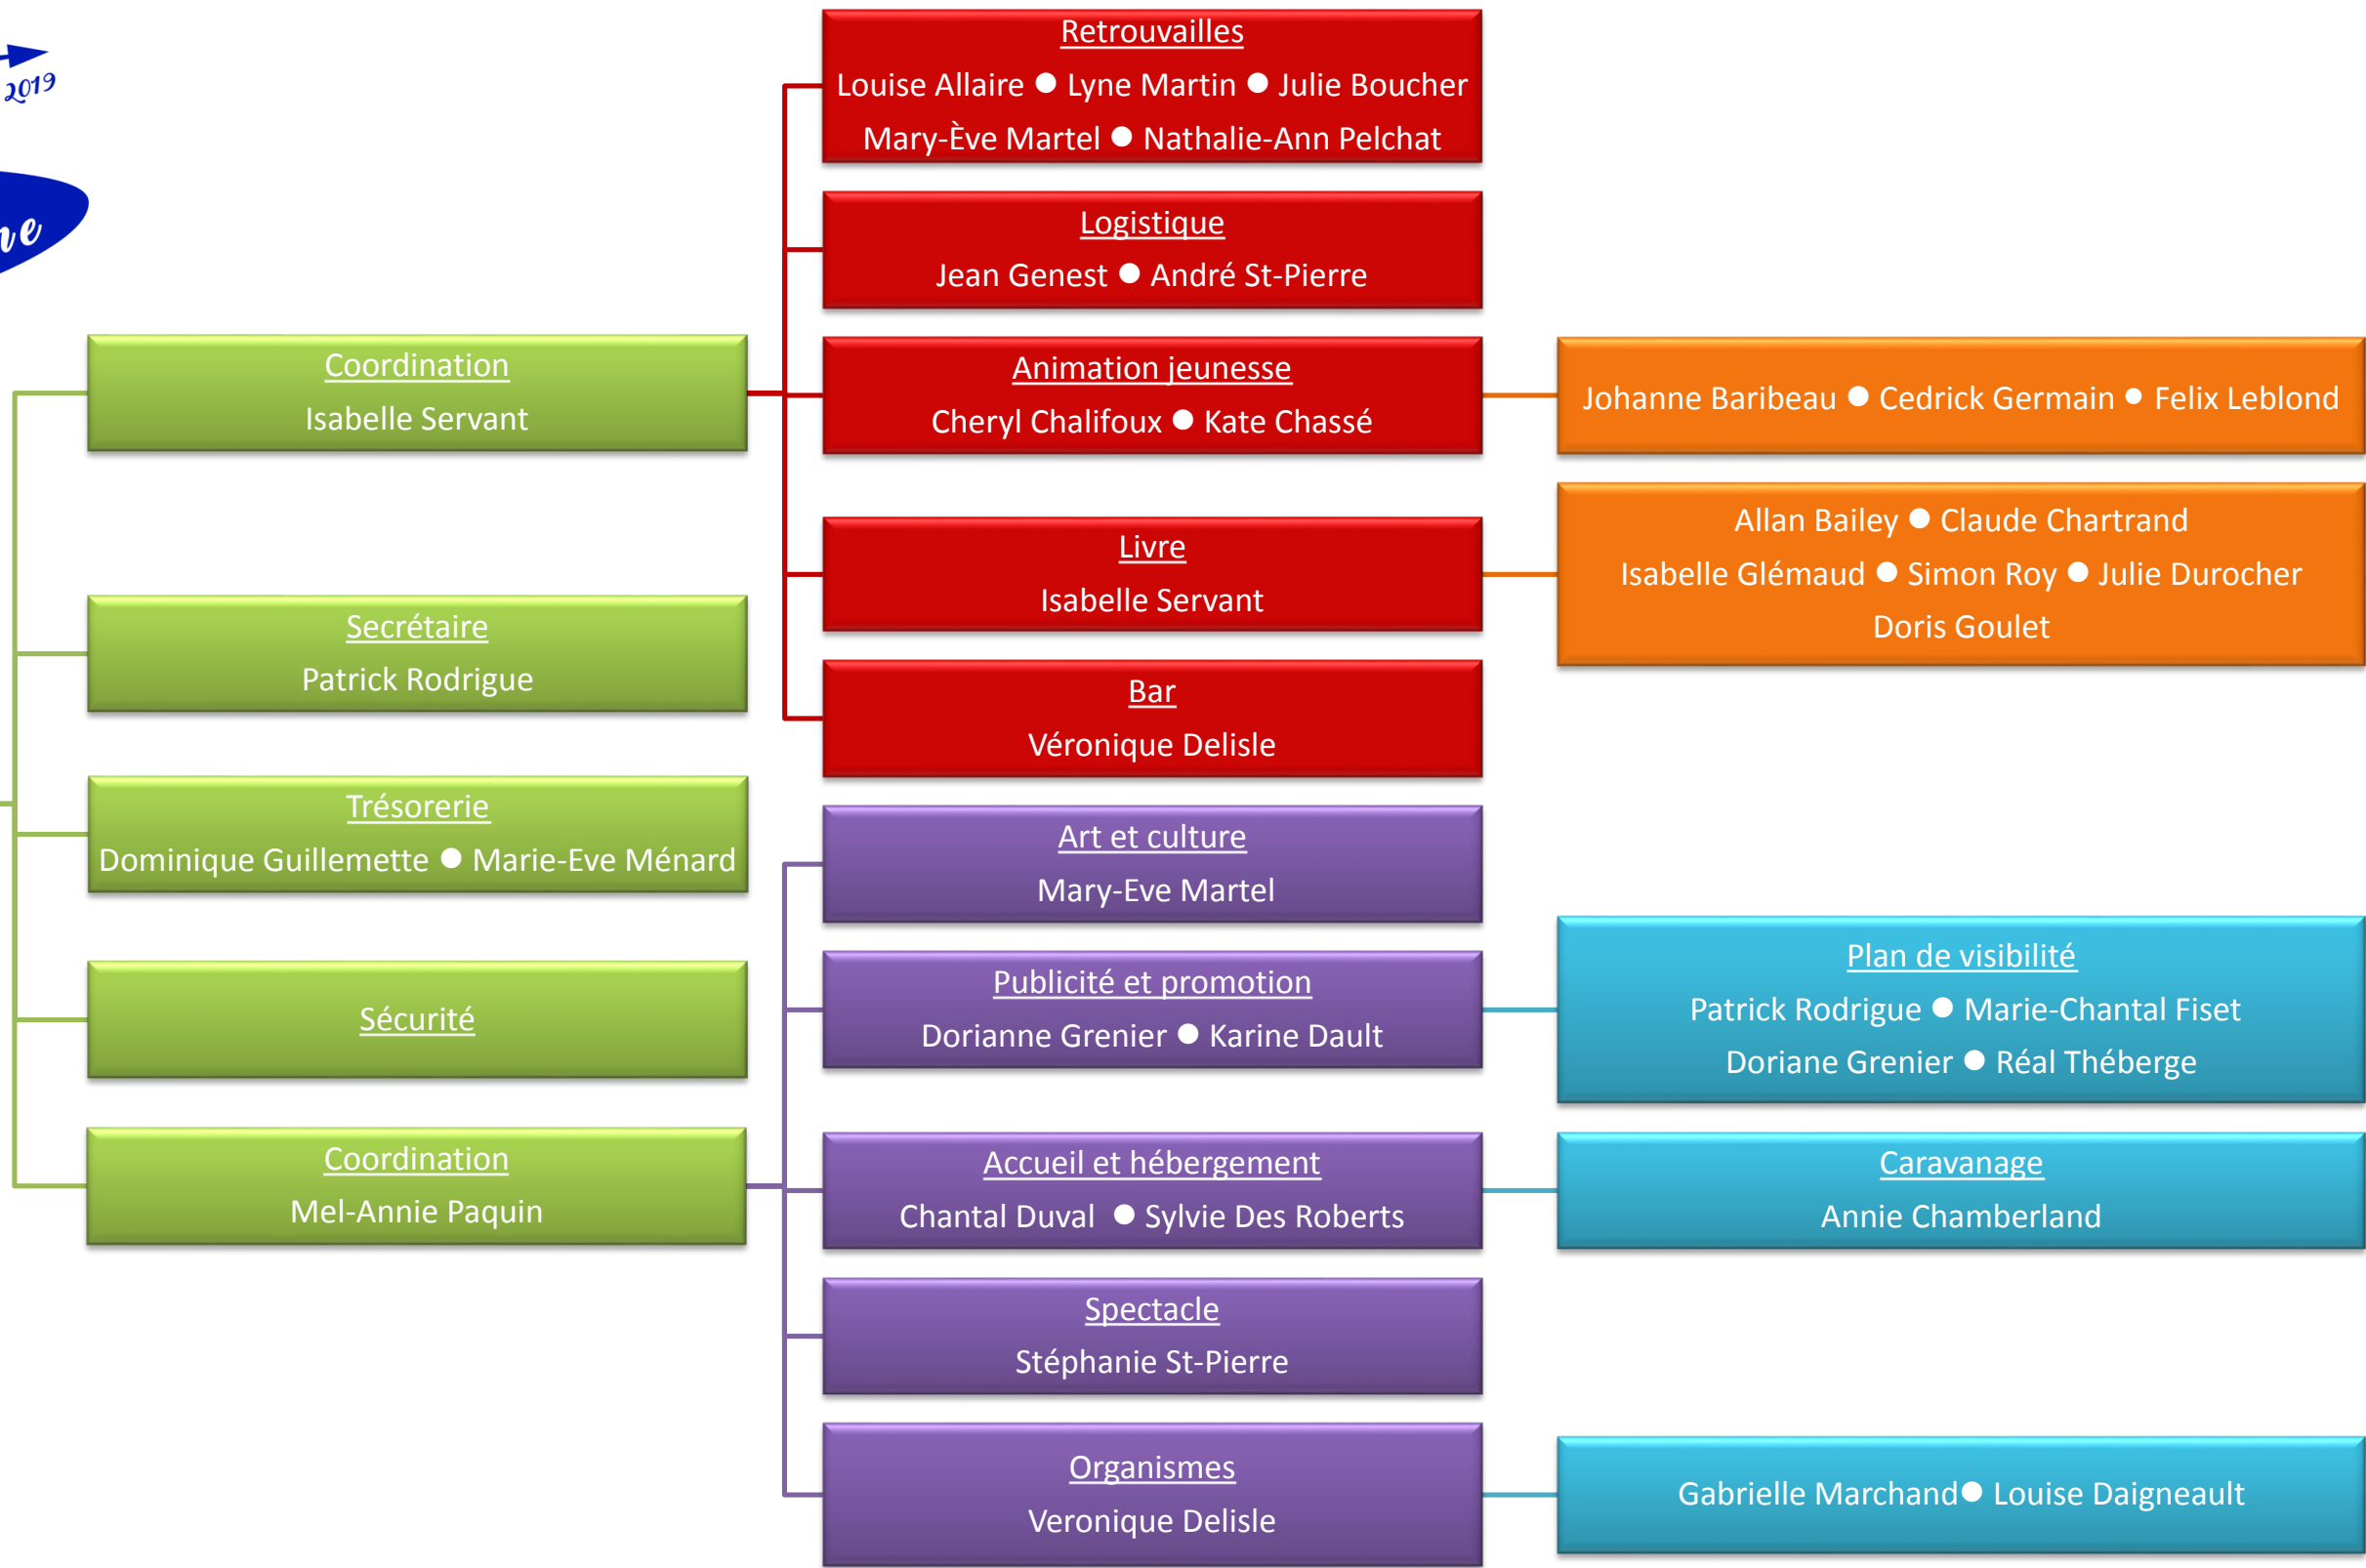 2019
Coordination
Isabelle Servant
Secrétaire
Patrick Rodrigue
Trésorerie
Dominique Guillemette ● Marie-Eve Ménard
Sécurité
Coordination
Mel-Annie Paquin
Retrouvailles
Louise Allaire ● Lyne Martin ● Julie Boucher
Mary-Ève Martel ● Nathalie-Ann Pelchat
Logistique
Jean Genest ● André St-Pierre
Animation jeunesse
Cheryl Chalifoux ● Kate Chassé
Livre
Isabelle Servant
Bar
Véronique Delisle
Art et culture
Mary-Eve Martel
Publicité et promotion
Dorianne Grenier ● Karine Dault
Accueil et hébergement
Chantal Duval ● Sylvie Des Roberts
Spectacle
Stéphanie St-Pierre
Organismes
Veronique Delisle
Johanne Baribeau ● Cedrick Germain ● Felix Leblond
Allan Bailey ● Claude Chartrand
Isabelle Glémaud ● Simon Roy ● Julie Durocher
Doris Goulet
Plan de visibilité
Patrick Rodrigue ● Marie-Chantal Fiset
Doriane Grenier ● Réal Théberge
Caravanage
Annie Chamberland
Gabrielle Marchand● Louise Daigneault